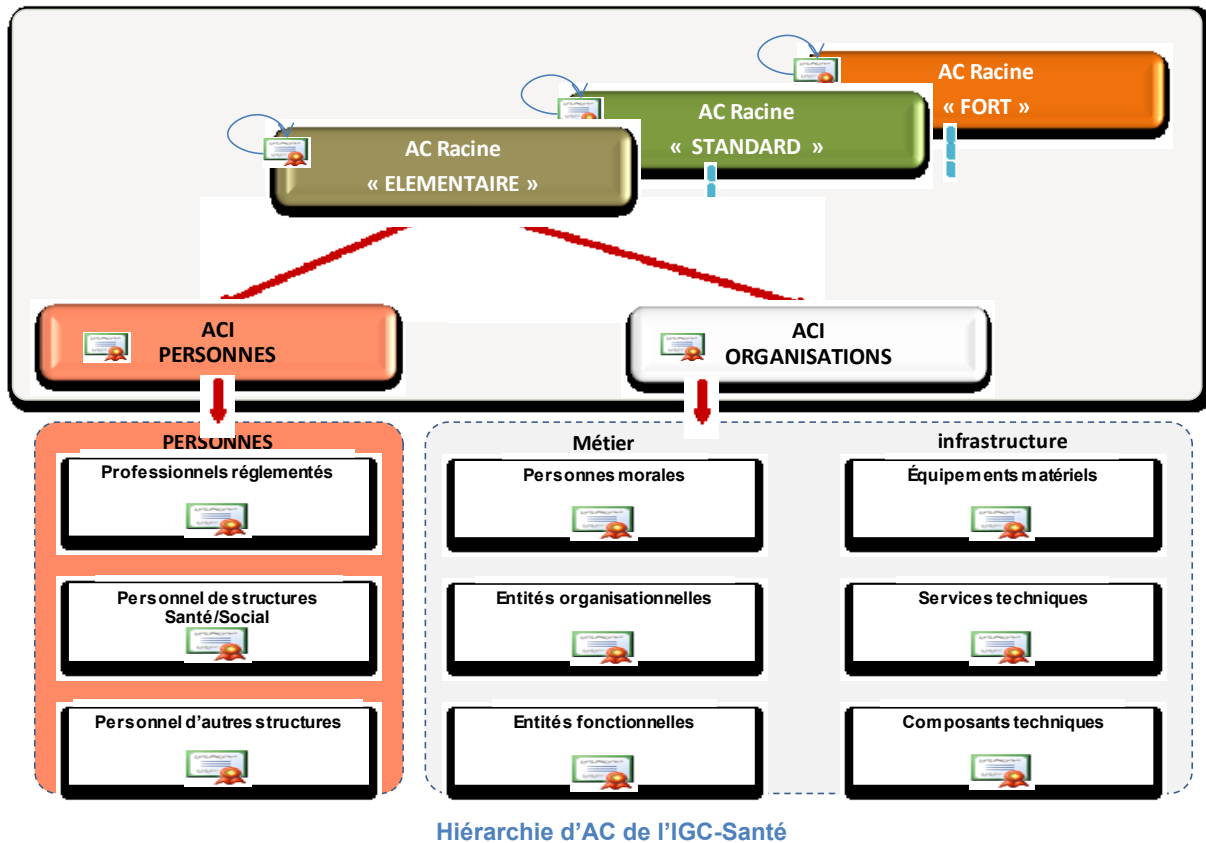 AC Racine
« FORT »
AC Racine
« STANDARD »
AC Racine
« ELEMENTAIRE »
ACI
PERSONNES
ACI
ORGANISATIONS
PERSONNES
Professionnels réglementés
Personnel de structures
Santé/Social
Personnel d'autres structures
Métier
Personnes morales
Entités organisationnelles
Entités fonctionnelles
infrastructure
Équipements matériels
Services techniques
Composants techniques
Hiérarchie d'AC de l'IGC-Santé